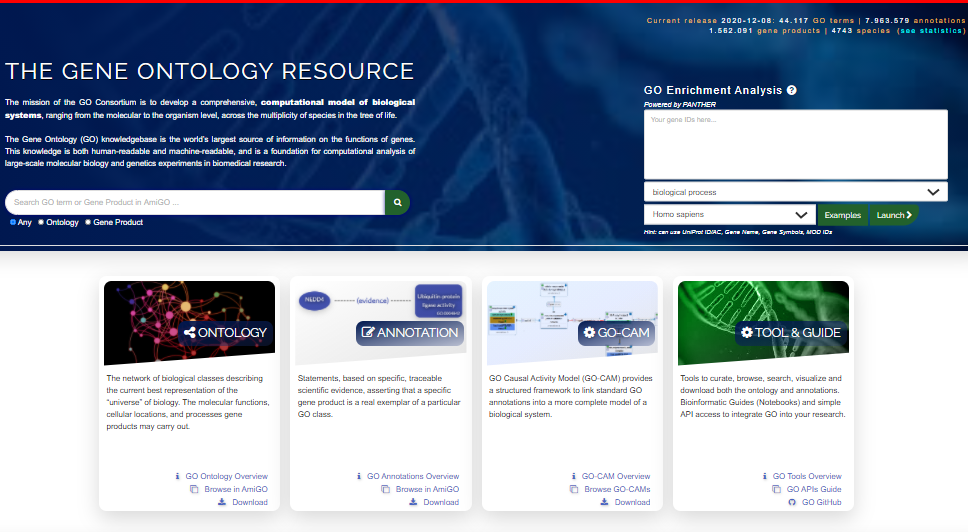 Current release 2020-12-08: 44.117 GO terms | 7.963.579 annotations
1.562.091 gene products | 4743 species (see statistics)
THE GENE ONTOLOGY RESOURCE
The mission of the GO Consortium is to develop a comprehensive, computational model of biological
systems, ranging from the molecular to the organism level, across the multiplicity of species in the tree of life.
The Gene Ontology (GO) knowledgebase is the world's largest source of information on the functions of genes.
This knowledge is both human-readable and machine-readable, and is a foundation for computational analysis of
large-scale molecular biology and genetics experiments in biomedical research.
Search GO term or Gene Product in AmiGO ...
Any Ontology Gene Product
GO Enrichment Analysis
Powered by PANTHER
Your gene IDs here...
biological process
Homo sapiens
Examples
Launch
Hint: can use UniProt ID/AC, Gene Name, Gene Symbols, MOD IDs
ONTOLOGY
The network of biological classes describing
the current best representation of the
“universe” of biology. The molecular functions,
cellular locations, and processes gene
products may carry out.
GO Ontology Overview
Browse in AmiGO
Download
NEDD4
(evidence)
Ubiquitin protein
ligase activity
ANNOTATION
Statements, based on specific, traceable
scientific evidence, asserting that a specific
gene product is a real exemplar of a particular
GO class.
GO Annotations Overview
Browse in AmiGO
Download
GO-CAM
GO Causal Activity Model (GO-CAM) provides
a structured framework to link standard GO
annotations into a more complete model of a
biological system.
GO-CAM Overview
Browse GO-CAMs
Download
TOOL & GUIDE
Tools to curate, browse, search, visualize and
download both the ontology and annotations.
Bioinformatic Guides (Notebooks) and simple
API access to integrate GO into your research.
GO Tools Overview
GO APIs Guide
GO GitHub